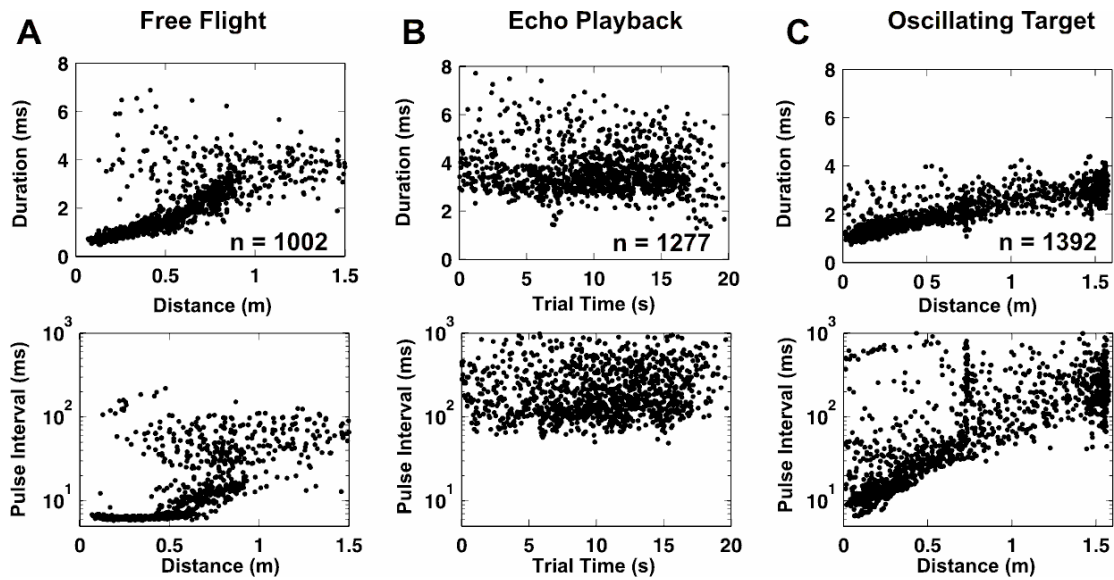 A Free Flight
B Echo Playback
C Oscillating Target
Duration (ms)
8
6
4
2
0
n = 1002
0 0.5 1 1.5
Distance (m)
Duration (ms)
8
6
4
2
0
n = 1277
0 5 10 15 20
Trial Time (s)
Duration (ms)
8
6
4
2
0
n = 1392
0 0 5 1 1.5
Distance (m)
Pulse Interval (ms)
10³
10²
10¹
0 0.5 1 1.5
Distance (m)
Pulse Interval (ms)
10³
10²
10¹
0 5 10 15 20
Trial Time (s)
Pulse Interval (ms)
10³
10²
10¹
0 0.5 1 1.5
Distance (m)